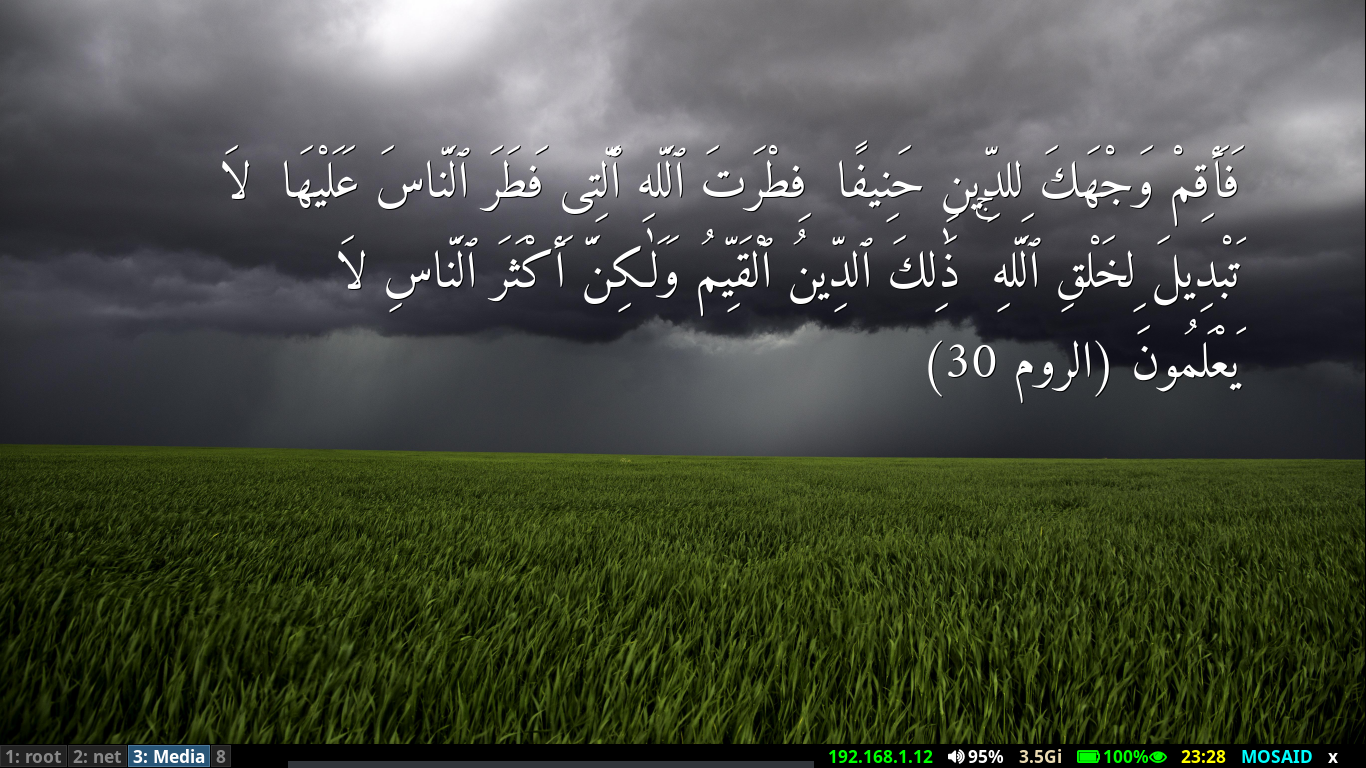 فَأَقِمْ وَجْهَكَ لِلدِّينِ حَنِيفًا ۚ فِطْرَتَ ٱللَّهِ ٱلَّتِى فَطَرَ ٱلنَّاسَ عَلَيْهَا لَا
تَبْدِيلَ لِخَلْقِ ٱللَّهِ ذَٰلِكَ ٱلدِّينُ ٱلْقَيِّمُ وَلَٰكِنَّ أَكْثَرَ ٱلنَّاسِ لَا
يَعْلَمُونَ (الروم 30)
1: root 2: net 3: Media 8 192.168.1.12 95% 3.5Gi 100% 23:28 MOSAID x